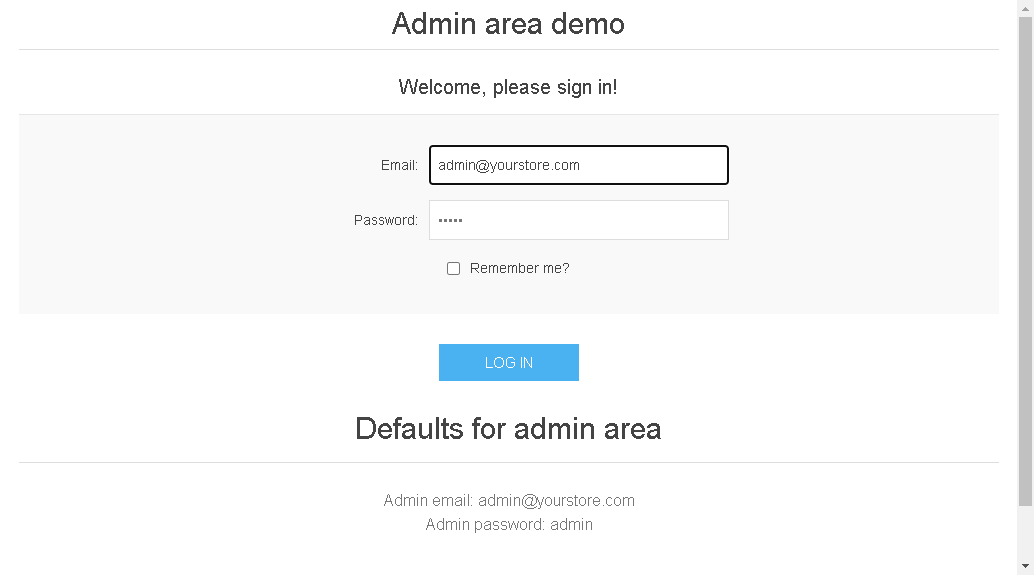 Admin area demo
Welcome, please sign in!
Email: admin@yourstore.com
Password: •••••
Remember me?
LOG IN
Defaults for admin area
Admin email: admin@yourstore.com
Admin password: admin